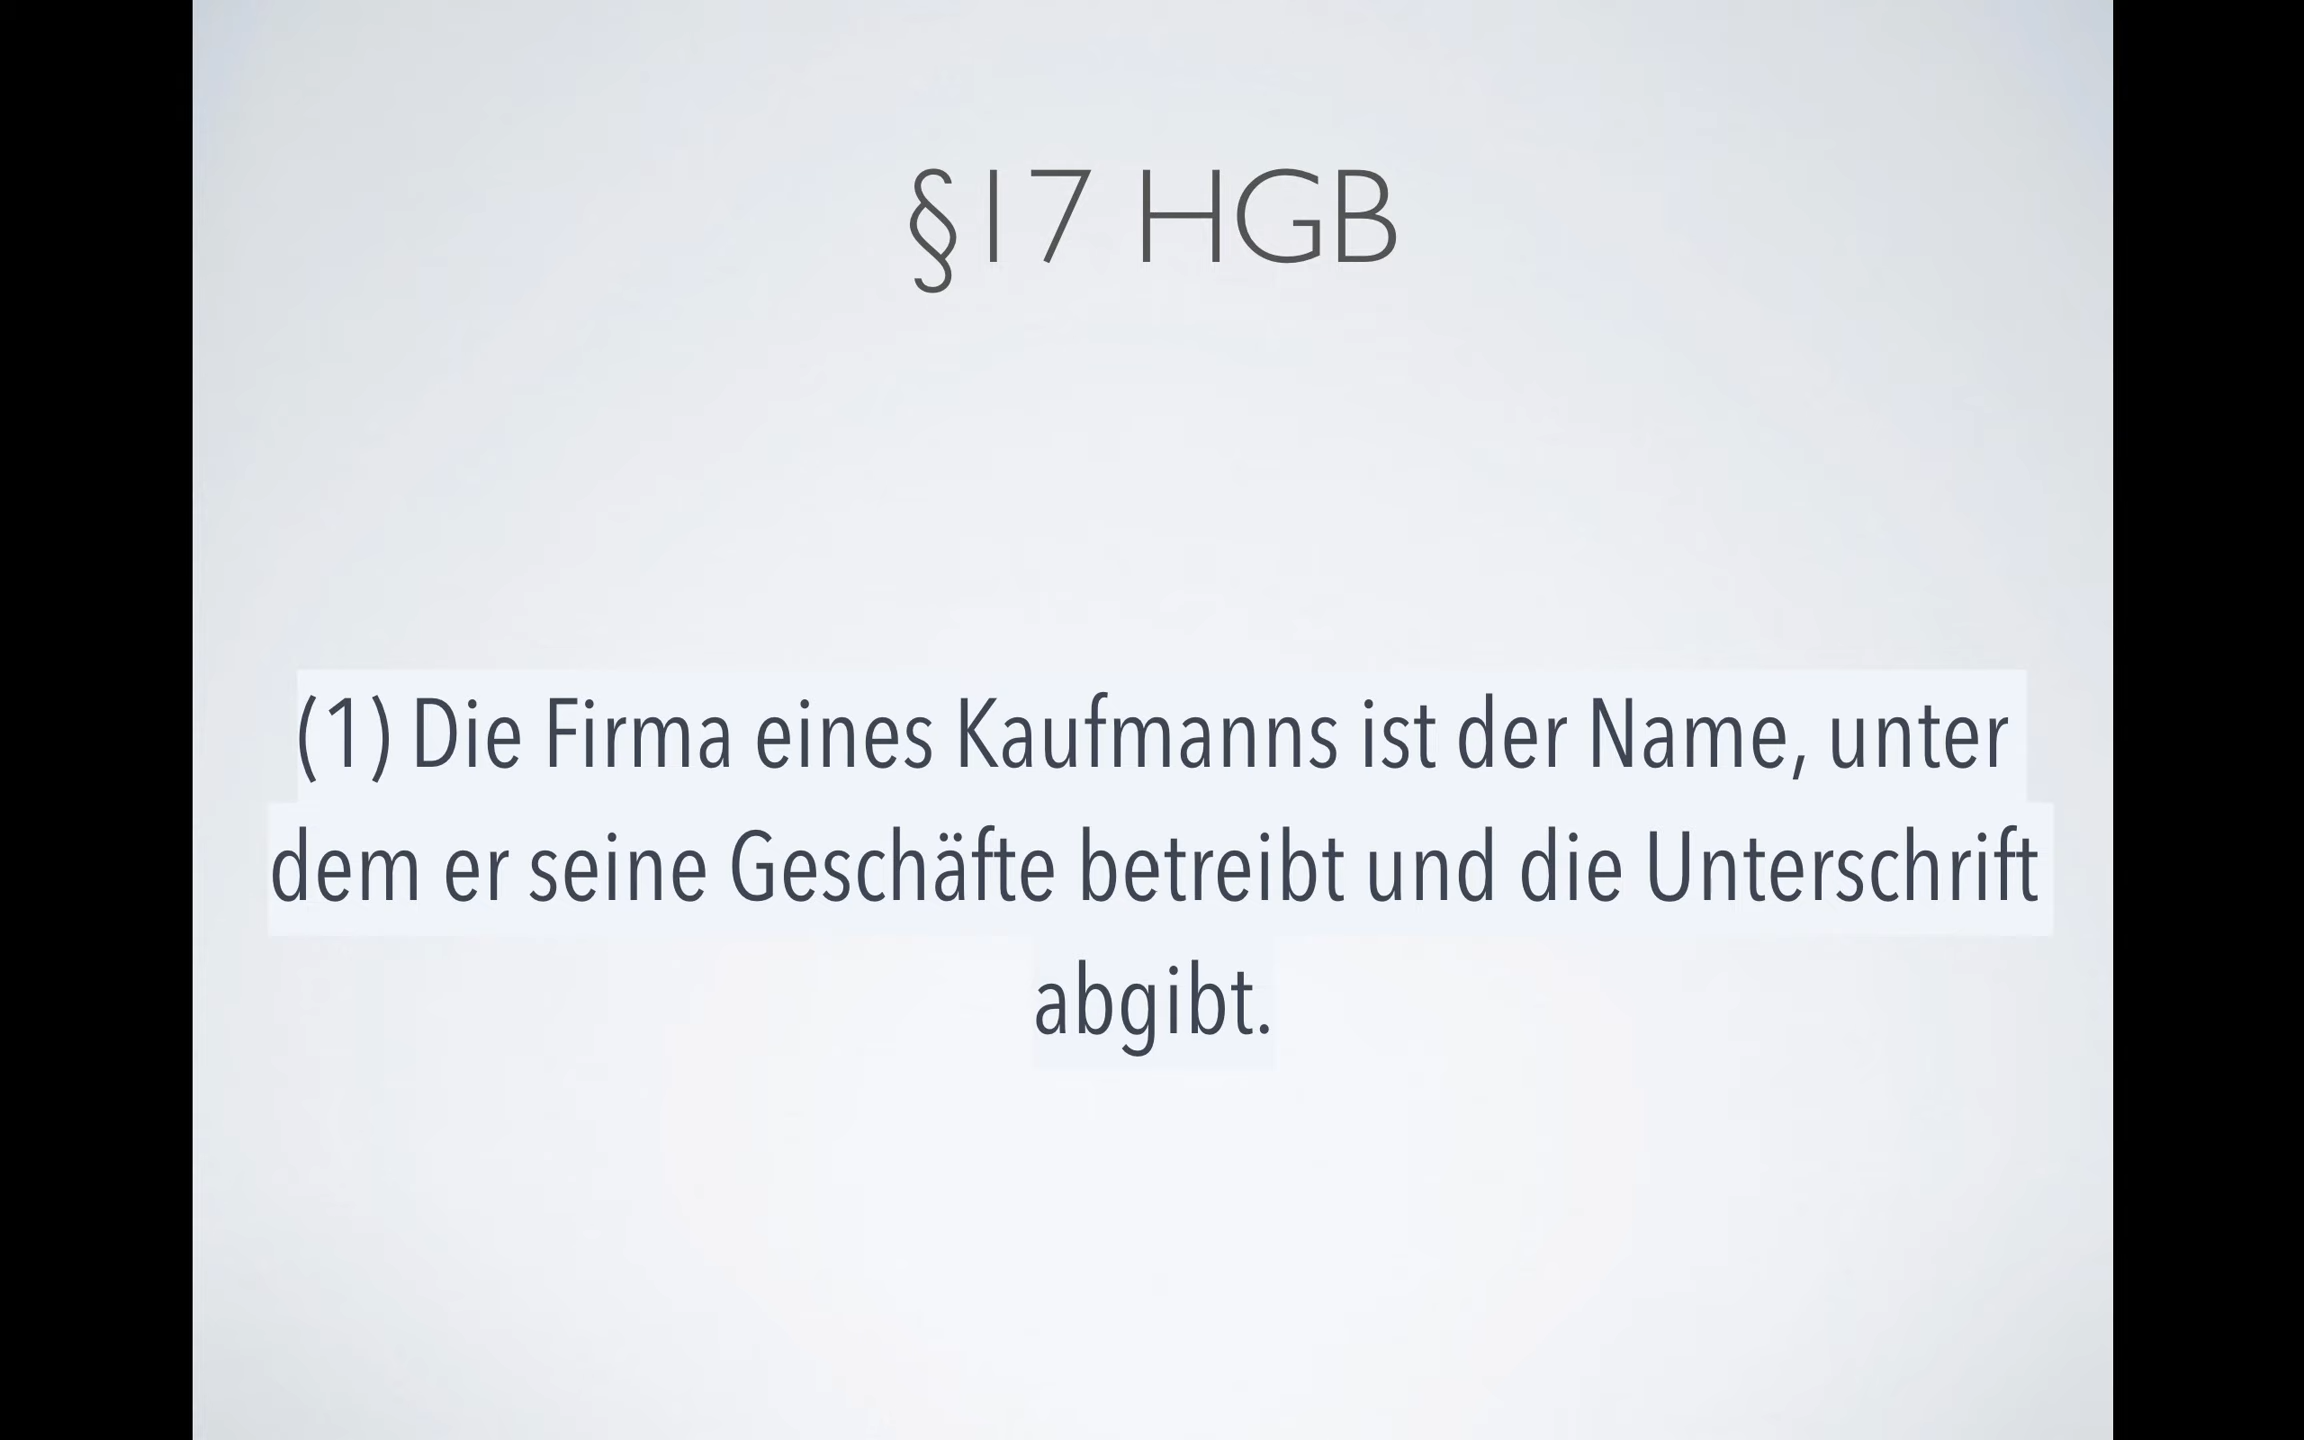 §17 HGB
(1) Die Firma eines Kaufmanns ist der Name, unter
dem er seine Geschäfte betreibt und die Unterschrift
abgibt.